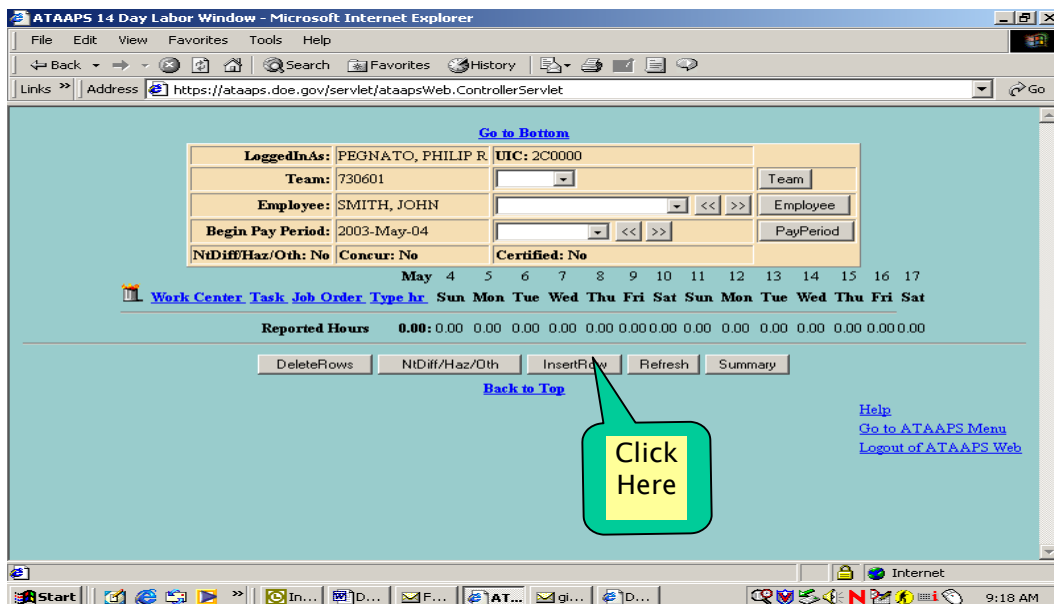 ATAAPS 14 Day Labor Window - Microsoft Internet Explorer
File Edit View Favorites Tools Help
Back Search Favorites History
Links » Address https://ataaps.doe.gov/servlet/ataapsWeb.ControllerServlet Go
Go to Bottom
LoggedInAs: PEGNATO, PHILIP R UIC: 2C0000
Team: 730601 Team
Employee: SMITH, JOHN << >> Employee
Begin Pay Period: 2003-May-04 << >> PayPeriod
NtDiff/Haz/Oth: No Concur: No Certified: No
May 4 5 6 7 8 9 10 11 12 13 14 15 16 17
Work Center Task Job Order Type hr Sun Mon Tue Wed Thu Fri Sat Sun Mon Tue Wed Thu Fri Sat
Reported Hours 0.00: 0.00 0.00 0.00 0.00 0.00 0.00 0.00 0.00 0.00 0.00 0.00 0.00 0.00 0.00
DeleteRows NtDiff/Haz/Oth InsertRow Refresh Summary
Back to Top
Help
Go to ATAAPS Menu
Logout of ATAAPS Web
Click
Here
Internet
Start » In... D... F... AT... gi... D... 9:18 AM